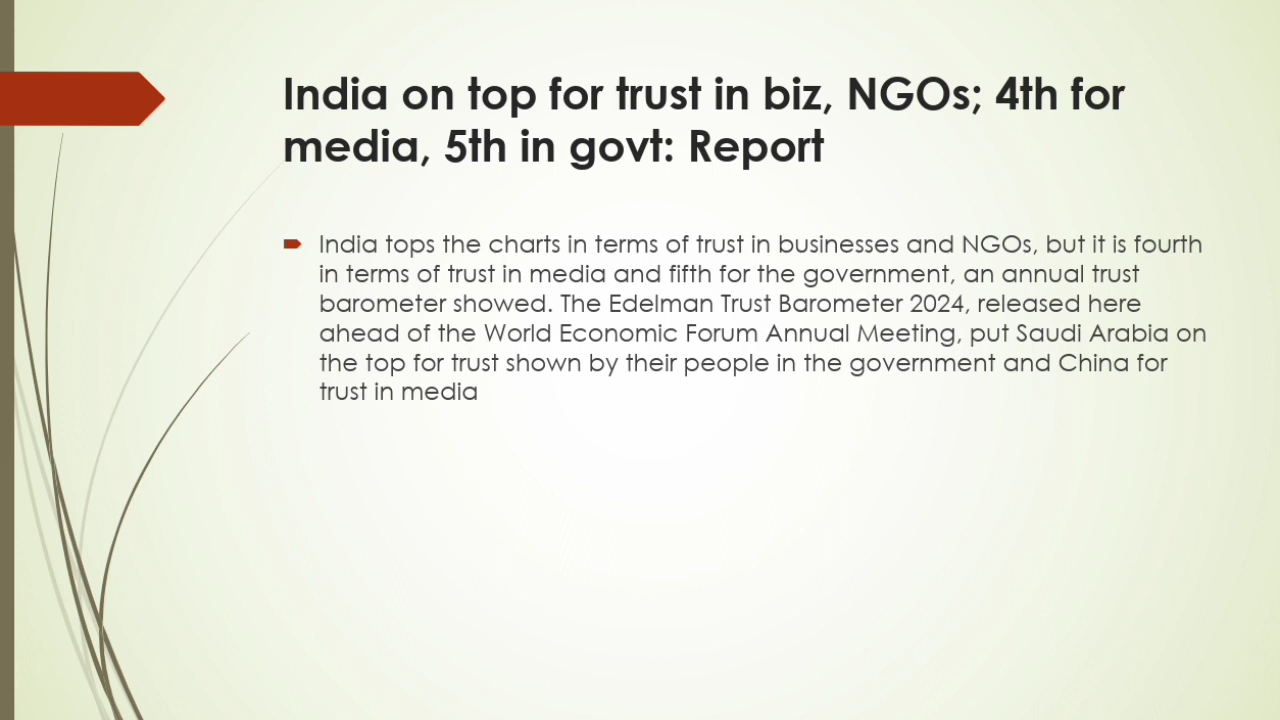 India on top for trust in biz, NGOs; 4th for
media, 5th in govt: Report
India tops the charts in terms of trust in businesses and NGOs, but it is fourth
in terms of trust in media and fifth for the government, an annual trust
barometer showed. The Edelman Trust Barometer 2024, released here
ahead of the World Economic Forum Annual Meeting, put Saudi Arabia on
the top for trust shown by their people in the government and China for
trust in media